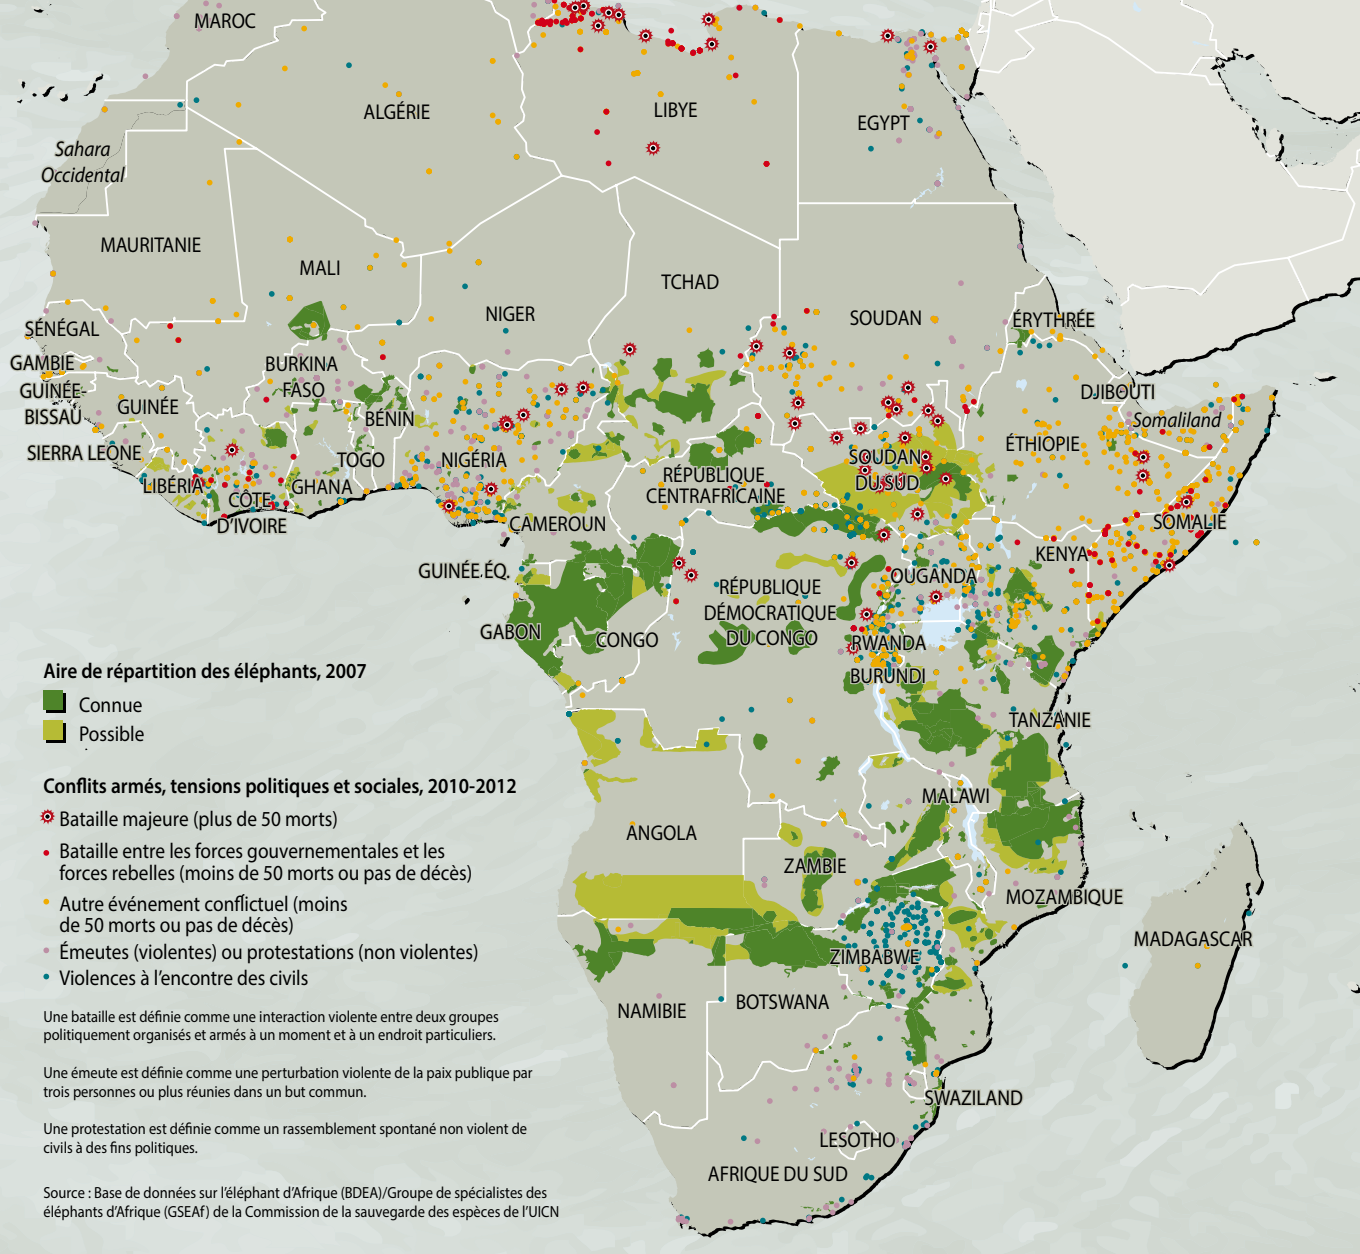 MAROC
ALGÉRIE
LIBYE
EGYPT
Sahara
Occidental
MAURITANIE
MALI
NIGER
TCHAD
SOUDAN
ÉRYTHRÉE
SÉNÉGAL
GAMBIE
GUINÉE-
BISSAU
GUINÉE
BURKINA
FASO
BÉNIN
DJIBOUTI
Somaliland
SIERRA LEONE
LIBÉRIA
CÔTE
D'IVOIRE
GHANA
TOGO
NIGÉRIA
CAMEROUN
RÉPUBLIQUE
CENTRAFRICAINE
SOUDAN
DU SUD
ÉTHIOPIE
SOMALIE
KENYA
OUGANDA
GUINÉE.ÉQ.
GABON
CONGO
RÉPUBLIQUE
DÉMOCRATIQUE
DU CONGO
RWANDA
BURUNDI
TANZANIE
MALAWI
ANGOLA
ZAMBIE
MOZAMBIQUE
MADAGASCAR
ZIMBABWE
NAMIBIE
BOTSWANA
SWAZILAND
LESOTHO
AFRIQUE DU SUD
Aire de répartition des éléphants, 2007
Connue
Possible
Conflits armés, tensions politiques et sociales, 2010-2012
Bataille majeure (plus de 50 morts)
Bataille entre les forces gouvernementales et les
forces rebelles (moins de 50 morts ou pas de décès)
Autre événement conflictuel (moins
de 50 morts ou pas de décès)
Émeutes (violentes) ou protestations (non violentes)
Violences à l'encontre des civils
Une bataille est définie comme une interaction violente entre deux groupes
politiquement organisés et armés à un moment et à un endroit particuliers.
Une émeute est définie comme une perturbation violente de la paix publique par
trois personnes ou plus réunies dans un but commun.
Une protestation est définie comme un rassemblement spontané non violent de
civils à des fins politiques.
Source : Base de données sur l'éléphant d'Afrique (BDEA)/Groupe de spécialistes des
éléphants d'Afrique (GSEAf) de la Commission de la sauvegarde des espèces de l'UICN